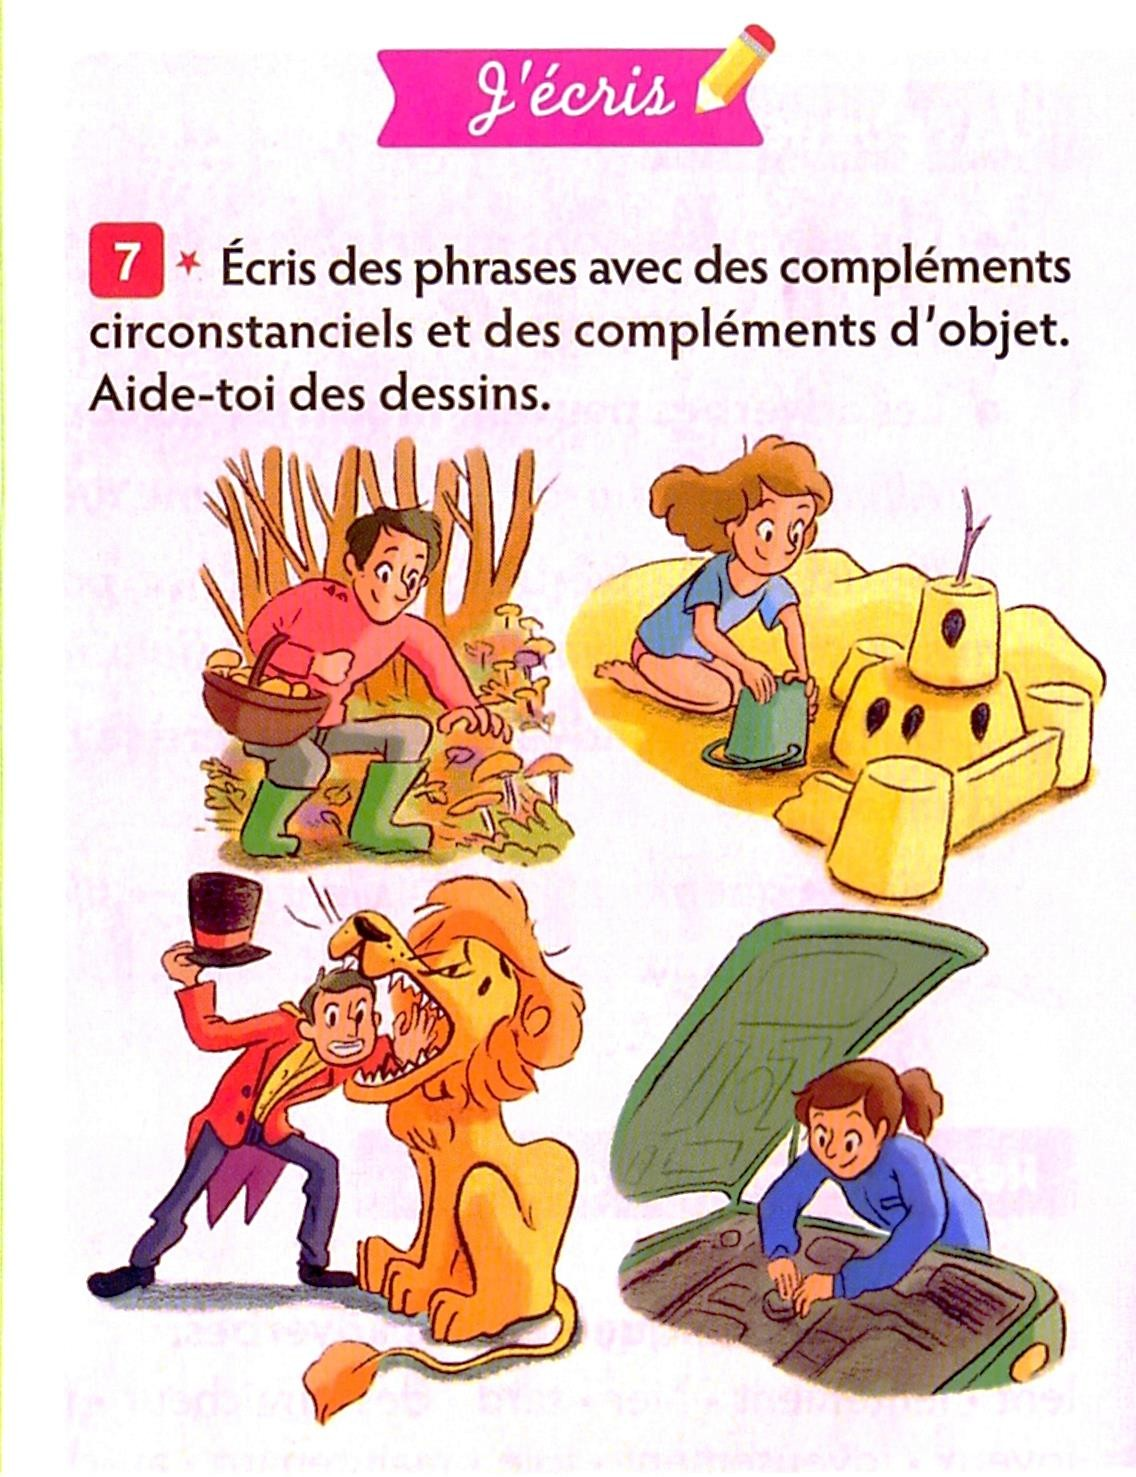 J'écris
7 * Écris des phrases avec des compléments
circonstanciels et des compléments d'objet.
Aide-toi des dessins.